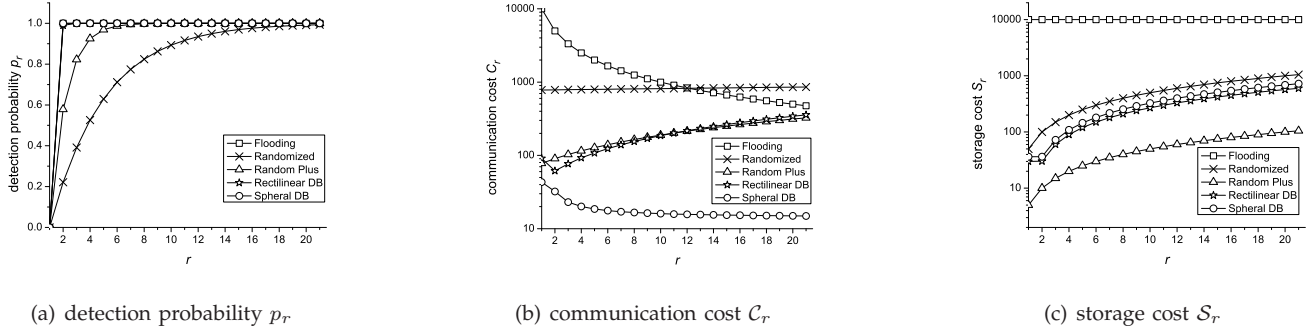 detection probability p_r
1.0
0.8
0.6
0.4
0.2
0.0
2 4 6 8 10 12 14 16 18 20
r
Flooding
Randomized
Random Plus
Rectilinear DB
Spheral DB
(a) detection probability p_r
communication cost C_r
10000
1000
100
10
2 4 6 8 10 12 14 16 18 20
r
Flooding
Randomized
Random Plus
Rectilinear DB
Spheral DB
(b) communication cost C_r
storage cost S_r
10000
1000
100
10
2 4 6 8 10 12 14 16 18 20
r
Flooding
Randomized
Random Plus
Rectilinear DB
Spheral DB
(c) storage cost S_r